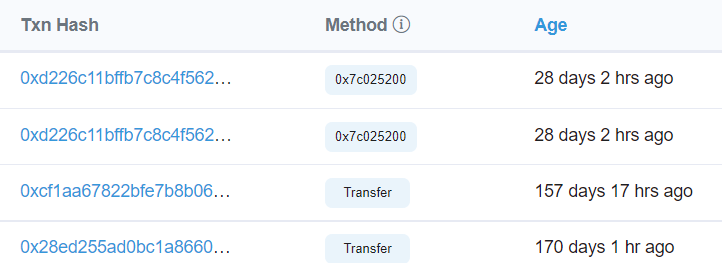 Txn Hash Method Age
0xd226c11bffb7c8c4f562... 0x7c025200 28 days 2 hrs ago
0xd226c11bffb7c8c4f562... 0x7c025200 28 days 2 hrs ago
0xcf1aa67822bfe7b8b06... Transfer 157 days 17 hrs ago
0x28ed255ad0bc1a8660... Transfer 170 days 1 hr ago